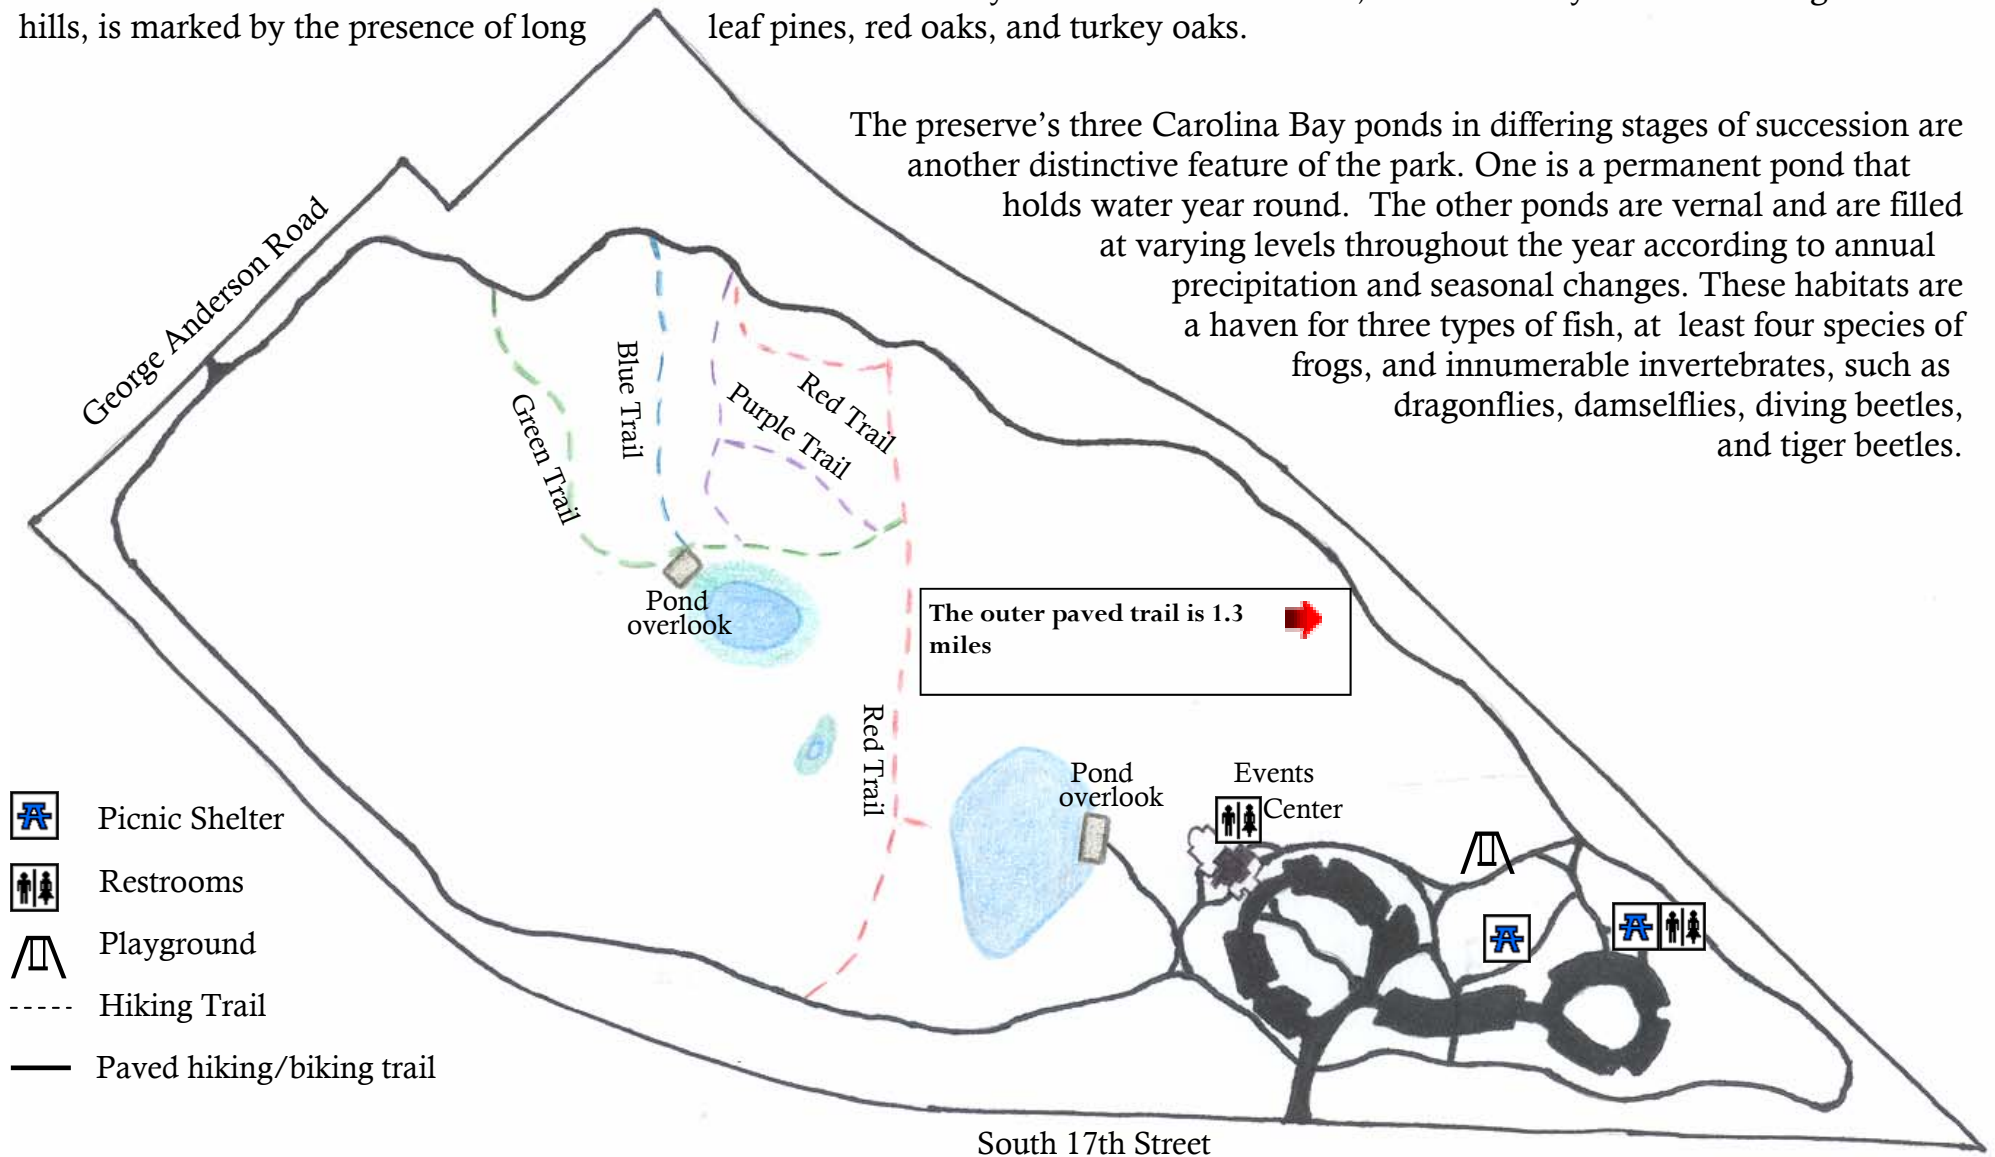 hills, is marked by the presence of long leaf pines, red oaks, and turkey oaks.
The preserve’s three Carolina Bay ponds in differing stages of succession are
another distinctive feature of the park. One is a permanent pond that
holds water year round.  The other ponds are vernal and are filled
at varying levels throughout the year according to annual
precipitation and seasonal changes. These habitats are
a haven for three types of fish, at  least four species of
frogs, and innumerable invertebrates, such as
dragonflies, damselflies, diving beetles,
and tiger beetles.
George Anderson Road
Green Trail
Blue Trail
Purple Trail
Red Trail
Pond
overlook
The outer paved trail is 1.3
miles
Red Trail
Pond
overlook
Events
Center
Picnic Shelter
Restrooms
Playground
Hiking Trail
Paved hiking/biking trail
South 17th Street